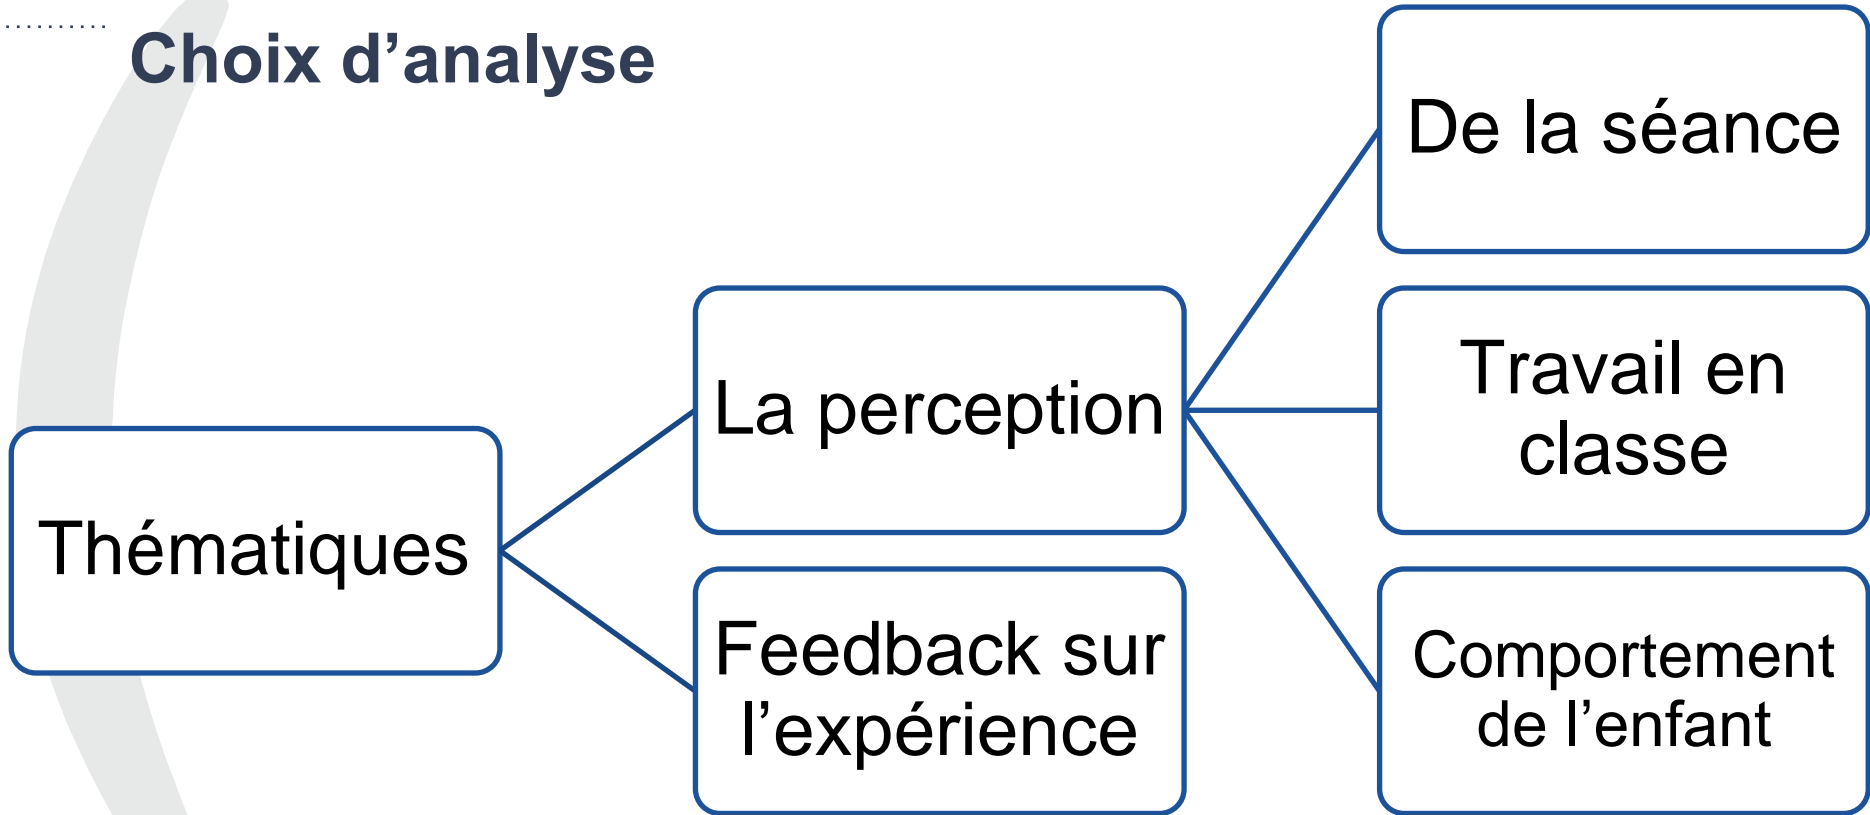 Choix d’analyse
De la séance
La perception
Travail en
classe
Thématiques
Feedback sur
l’expérience
Comportement
de l’enfant